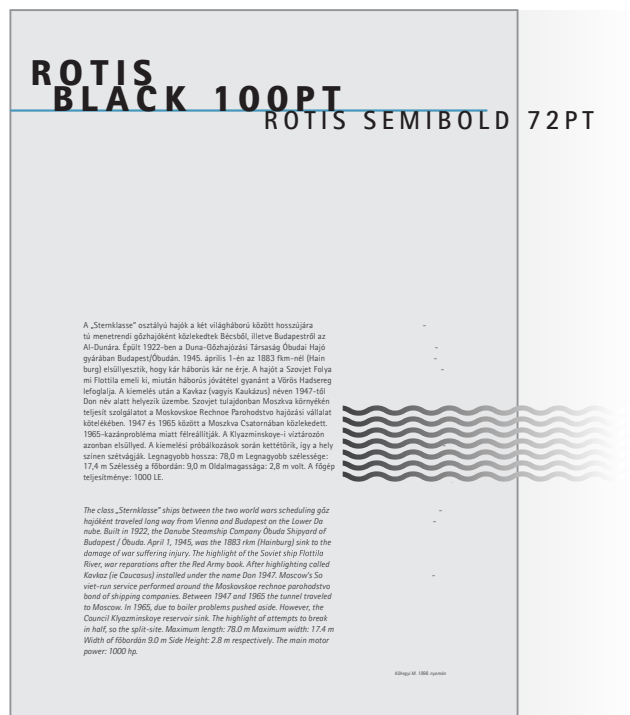 ROTIS
BLACK 100PT
ROTIS SEMIBOLD 72PT
A „Sternklasse” osztályú hajók a két világháború között hosszújára
tú menetrendi gőzhajóként közlekedtek Bécsből, illetve Budapestről az
Al-Dunára. Épült 1922-ben a Duna-Gőzhajózási Társaság Óbudai Hajó
gyárában Budapest/Óbudán. 1945. április 1-én az 1883 fkm-nél (Hain
burg) elsüllyesztik, hogy kár háborús kár ne érje. A hajót a Szovjet Folya
mi Flottila emeli ki, miután háborús jóvátétel gyanánt a Vörös Hadsereg
lefoglalja. A kiemelés után a Kavkaz (vagyis Kaukázus) néven 1947-től
Don név alatt helyezik üzembe. Szovjet tulajdonban Moszkva környékén
teljesít szolgálatot a Moskovskoe Rechnoe Parohodstvo hajózási vállalat
kötelékében. 1947 és 1965 között a Moszkva Csatornában közlekedett.
1965-kazánprobléma miatt félreállítják. A Klyazminskoye-i víztározón
azonban elsüllyed. A kiemelési próbálkozások során kettétörik, így a hely
színen szétvágják. Legnagyobb hossza: 78,0 m Legnagyobb szélessége:
17,4 m Szélesség a főbordán: 9,0 m Oldalmagassága: 2,8 m volt. A főgép
teljesítménye: 1000 LE.
The class „Sternklasse” ships between the two world wars scheduling gőz
hajóként traveled long way from Vienna and Budapest on the Lower Da
nube. Built in 1922, the Danube Steamship Company Óbuda Shipyard of
Budapest / Óbuda. April 1, 1945, was the 1883 rkm (Hainburg) sink to the
damage of war suffering injury. The highlight of the Soviet ship Flottila
River, war reparations after the Red Army book. After highlighting called
Kavkaz (ie Caucasus) installed under the name Don 1947. Moscow's So
viet-run service performed around the Moskovskoe rechnoe parohodstvo
bond of shipping companies. Between 1947 and 1965 the tunnel traveled
to Moscow. In 1965, due to boiler problems pushed aside. However, the
Council Klyazminskoye reservoir sink. The highlight of attempts to break
in half, so the split-site. Maximum length: 78.0 m Maximum width: 17.4 m
Width of főbordán 9.0 m Side Height: 2.8 m respectively. The main motor
power: 1000 hp.